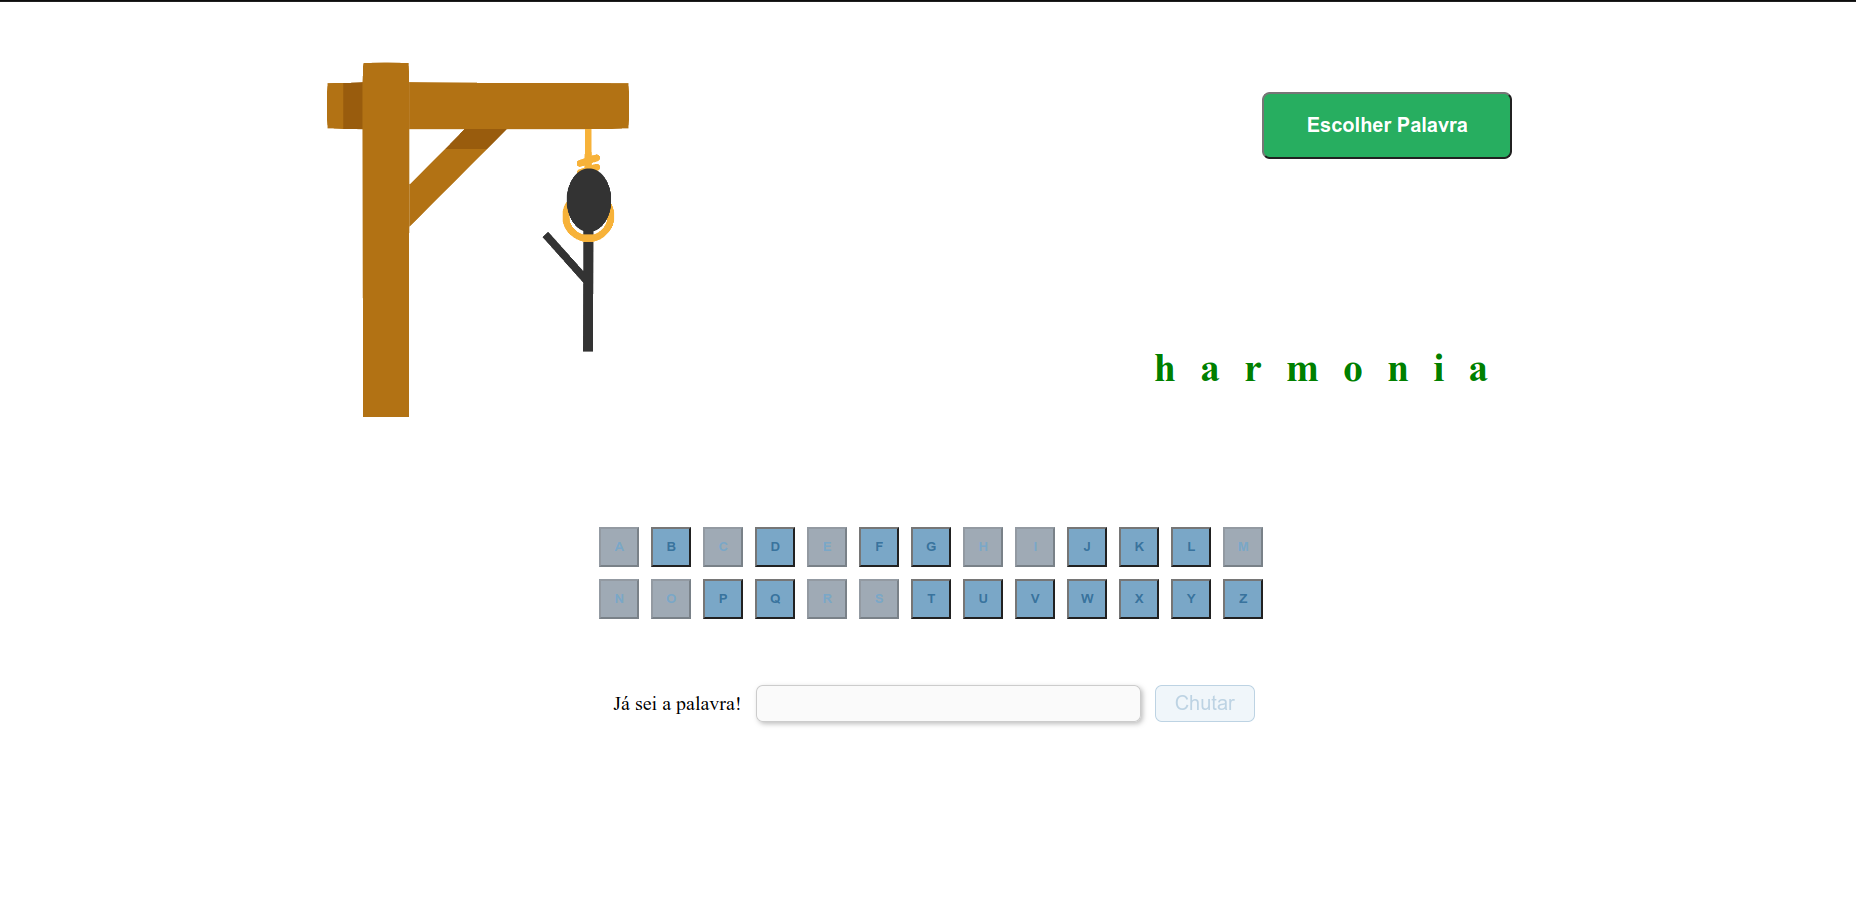 Escolher Palavra
h a r m o n i a
A B C D E F G H I J K L M
N O P Q R S T U V W X Y Z
Já sei a palavra! Chutar